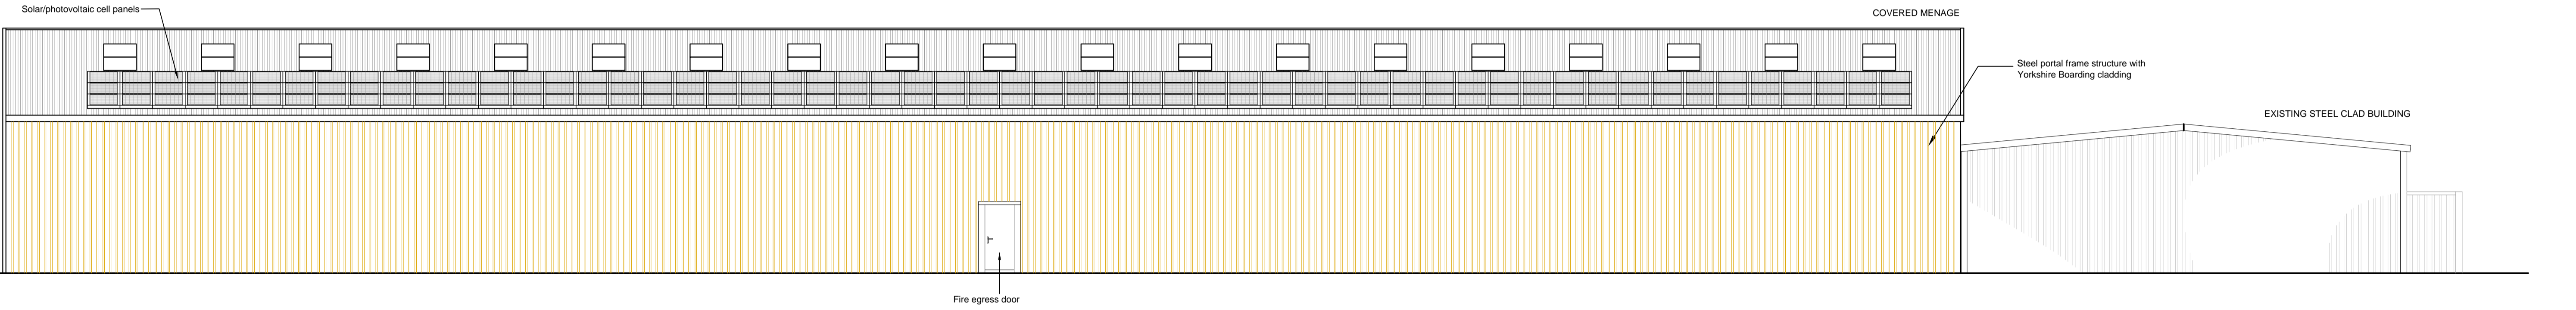 Solar/photovoltaic cell panels
COVERED MENAGE
Steel portal frame structure with
Yorkshire Boarding cladding
EXISTING STEEL CLAD BUILDING
Fire egress door